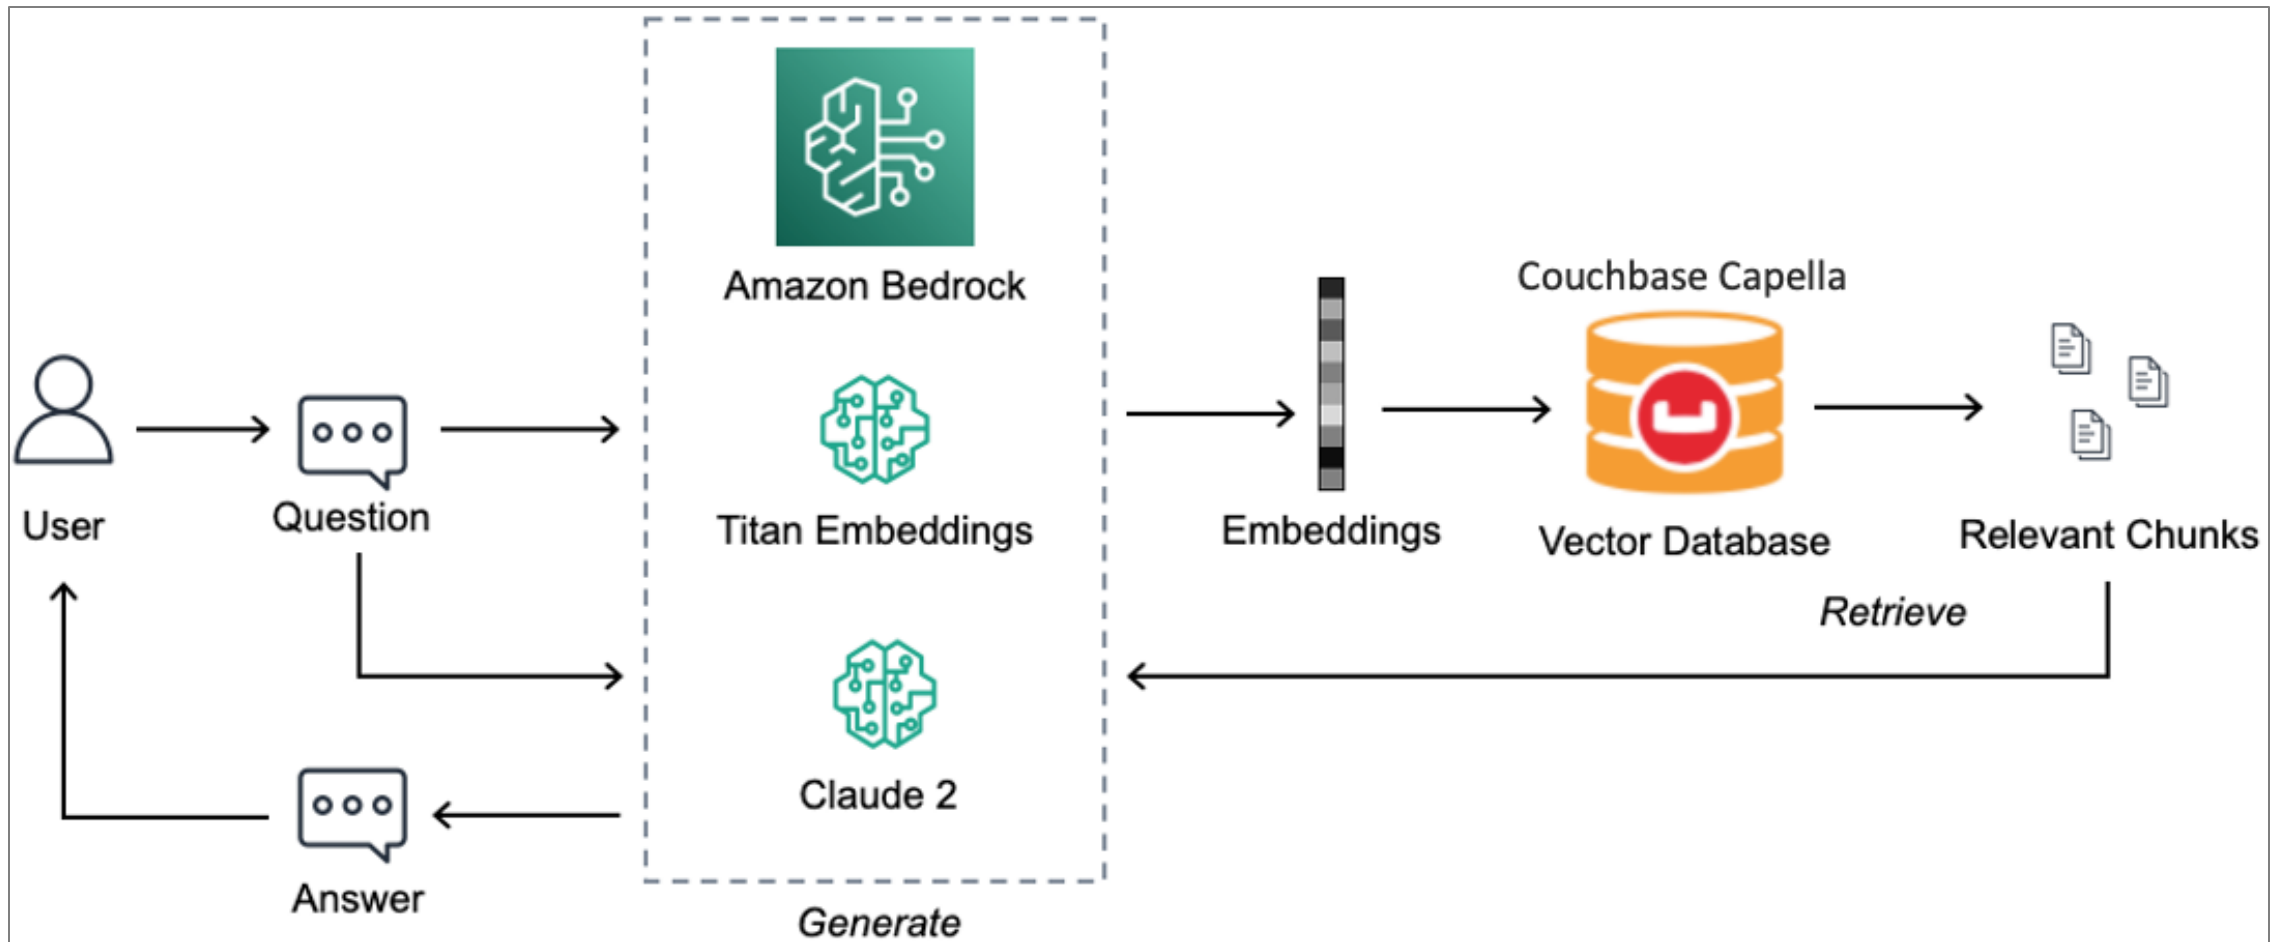 Amazon Bedrock
Couchbase Capella
User
Question
Titan Embeddings
Embeddings
Vector Database
Relevant Chunks
Retrieve
Claude 2
Answer
Generate